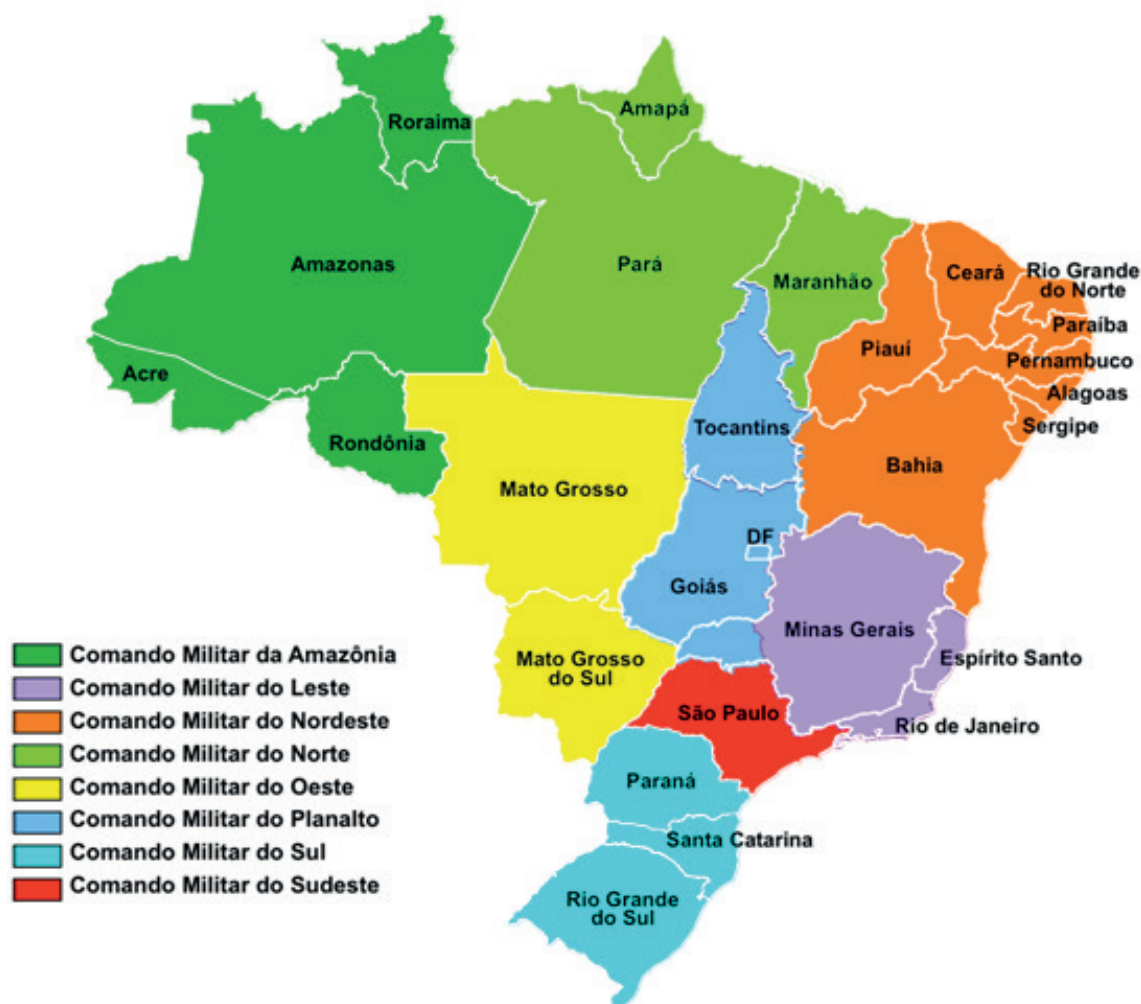 Roraima
Amapá
Amazonas
Pará
Maranhão
Ceará
Rio Grande
do Norte
Paraíba
Piauí
Pernambuco
Acre
Alagoas
Sergipe
Tocantins
Rondônia
Bahia
Mato Grosso
DF
Goiás
Minas Gerais
Espírito Santo
Mato Grosso
do Sul
São Paulo
Rio de Janeiro
Paraná
Santa Catarina
Rio Grande
do Sul
Comando Militar da Amazônia
Comando Militar do Leste
Comando Militar do Nordeste
Comando Militar do Norte
Comando Militar do Oeste
Comando Militar do Planalto
Comando Militar do Sul
Comando Militar do Sudeste